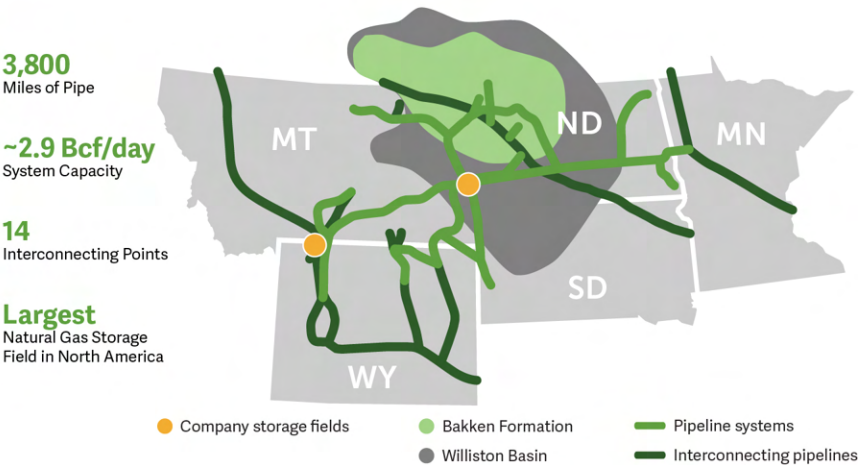 3,800
Miles of Pipe
~2.9 Bcf/day
System Capacity
14
Interconnecting Points
Largest
Natural Gas Storage
Field in North America
MT
ND
MN
SD
WY
Company storage fields
Bakken Formation
Pipeline systems
Williston Basin
Interconnecting pipelines